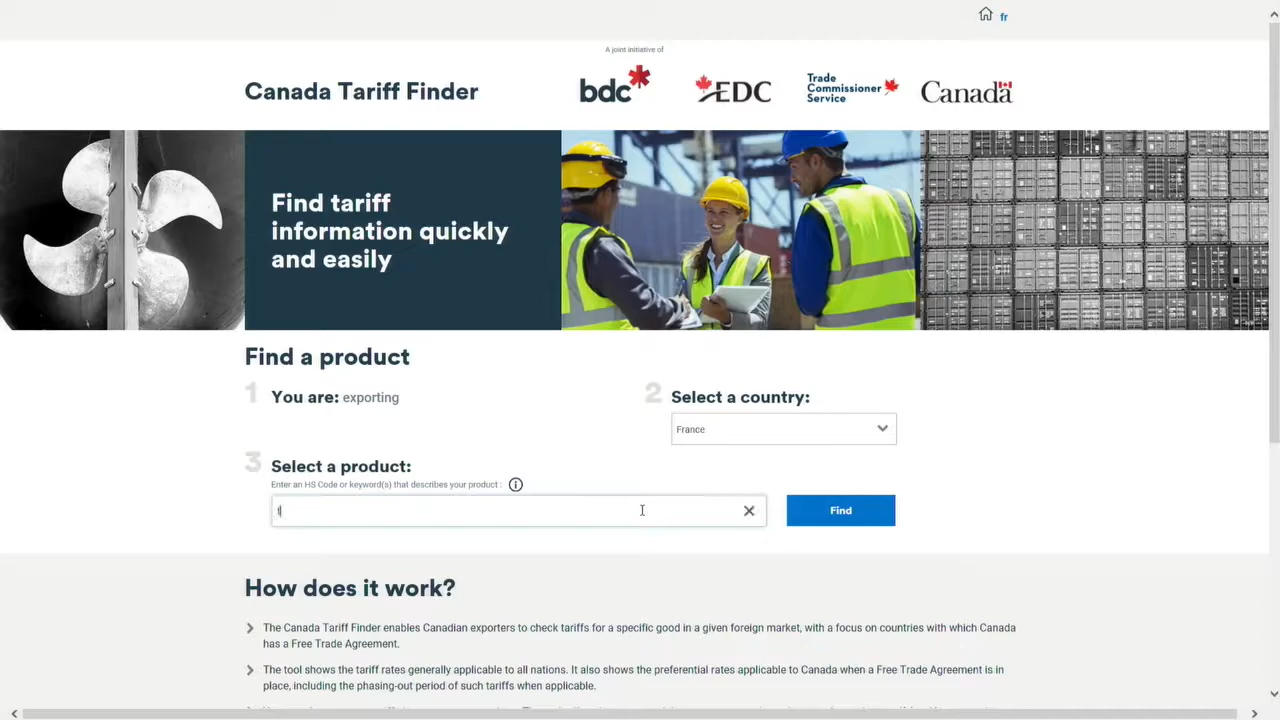 fr
A joint initiative of
Canada Tariff Finder
bdc
EDC
Trade
Commissioner
Service
Canada
Find tariff
information quickly
and easily
Find a product
1 You are: exporting
2 Select a country:
France
3 Select a product:
Enter an HS Code or keyword(s) that describes your product :
Find
How does it work?
The Canada Tariff Finder enables Canadian exporters to check tariffs for a specific good in a given foreign market, with a focus on countries with which Canada
has a Free Trade Agreement.
The tool shows the tariff rates generally applicable to all nations. It also shows the preferential rates applicable to Canada when a Free Trade Agreement is in
place, including the phasing-out period of such tariffs when applicable.